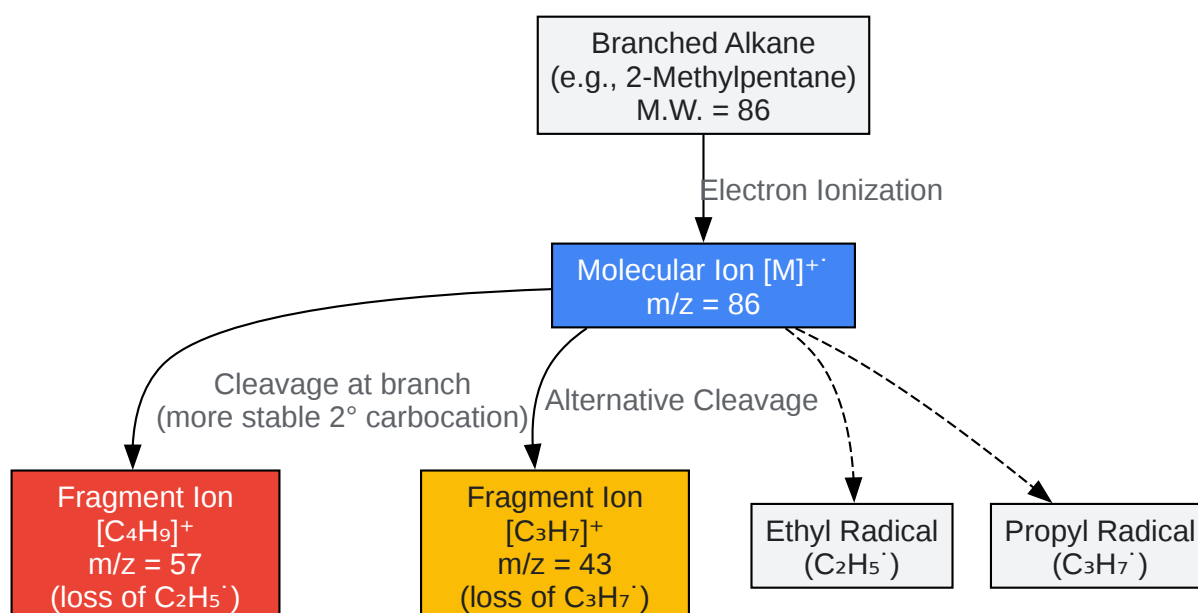 Branched Alkane
(e.g., 2-Methylpentane)
M.W. = 86
Electron Ionization
Molecular Ion [M]⁺˙
m/z = 86
Cleavage at branch
(more stable 2° carbocation)
Alternative Cleavage
Fragment Ion
[C₄H₉]⁺
m/z = 57
(loss of C₂H₅˙)
Fragment Ion
[C₃H₇]⁺
m/z = 43
(loss of C₃H₇˙)
Ethyl Radical
(C₂H₅˙)
Propyl Radical
(C₃H₇˙)